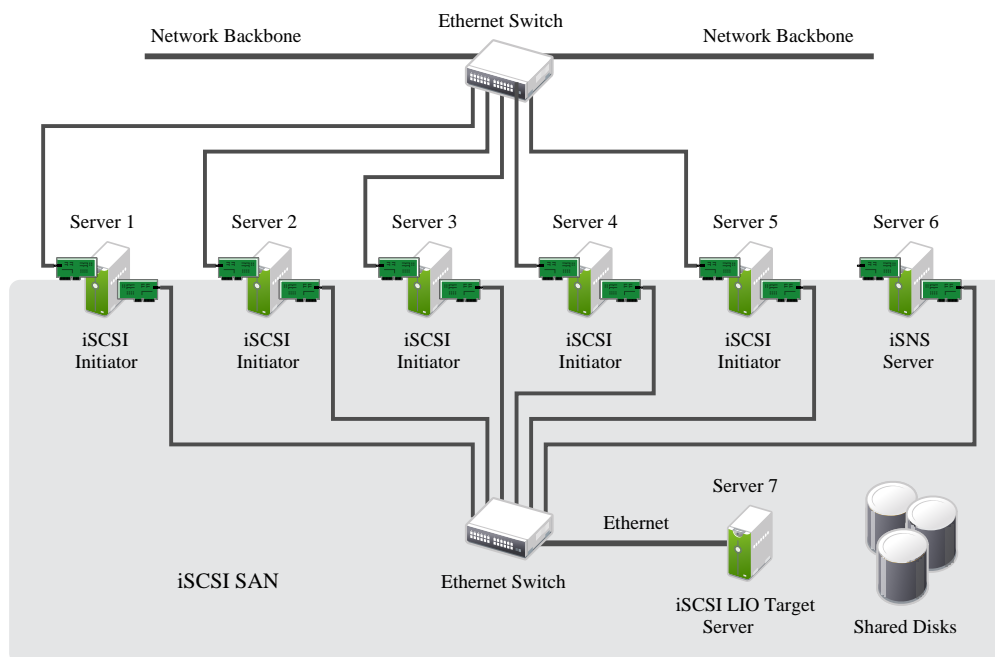 Ethernet Switch
Network Backbone
Network Backbone
Server 1
Server 2
Server 3
Server 4
Server 5
Server 6
iSCSI
Initiator
iSCSI
Initiator
iSCSI
Initiator
iSCSI
Initiator
iSCSI
Initiator
iSNS
Server
Server 7
Ethernet
Ethernet Switch
iSCSI SAN
iSCSI LIO Target
Server
Shared Disks